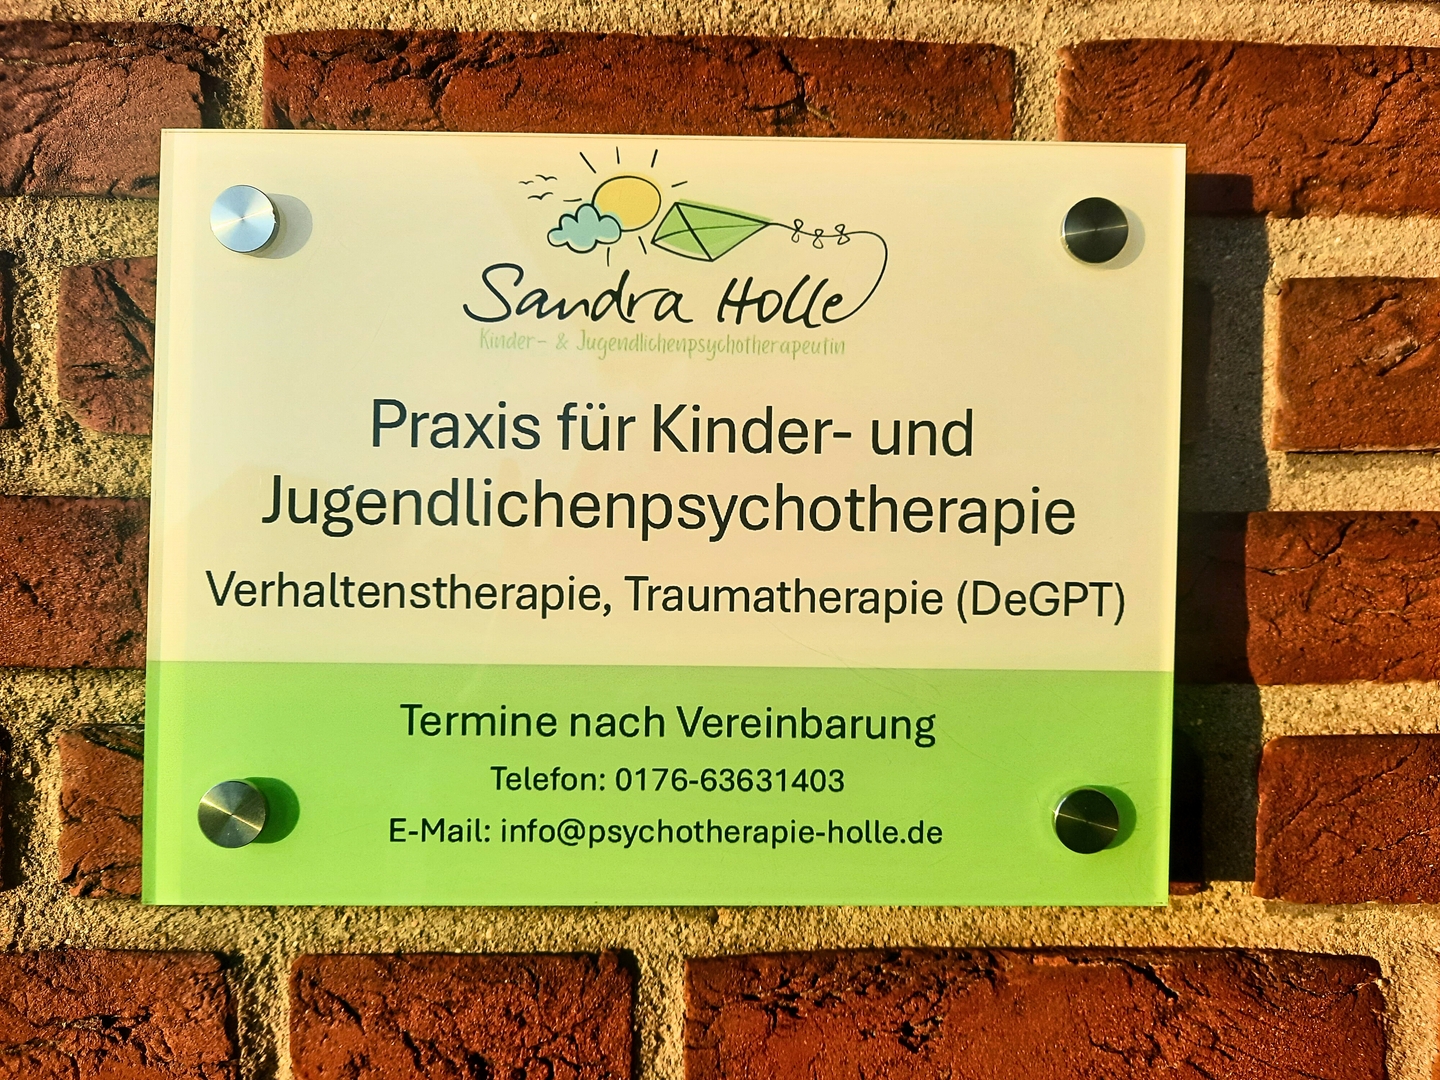 Sandra Holle
Kinder- & Jugendlichenpsychotherapeutin
Praxis für Kinder- und
Jugendlichenpsychotherapie
Verhaltenstherapie, Traumatherapie (DeGPT)
Termine nach Vereinbarung
Telefon: 0176-63631403
E-Mail: info@psychotherapie-holle.de